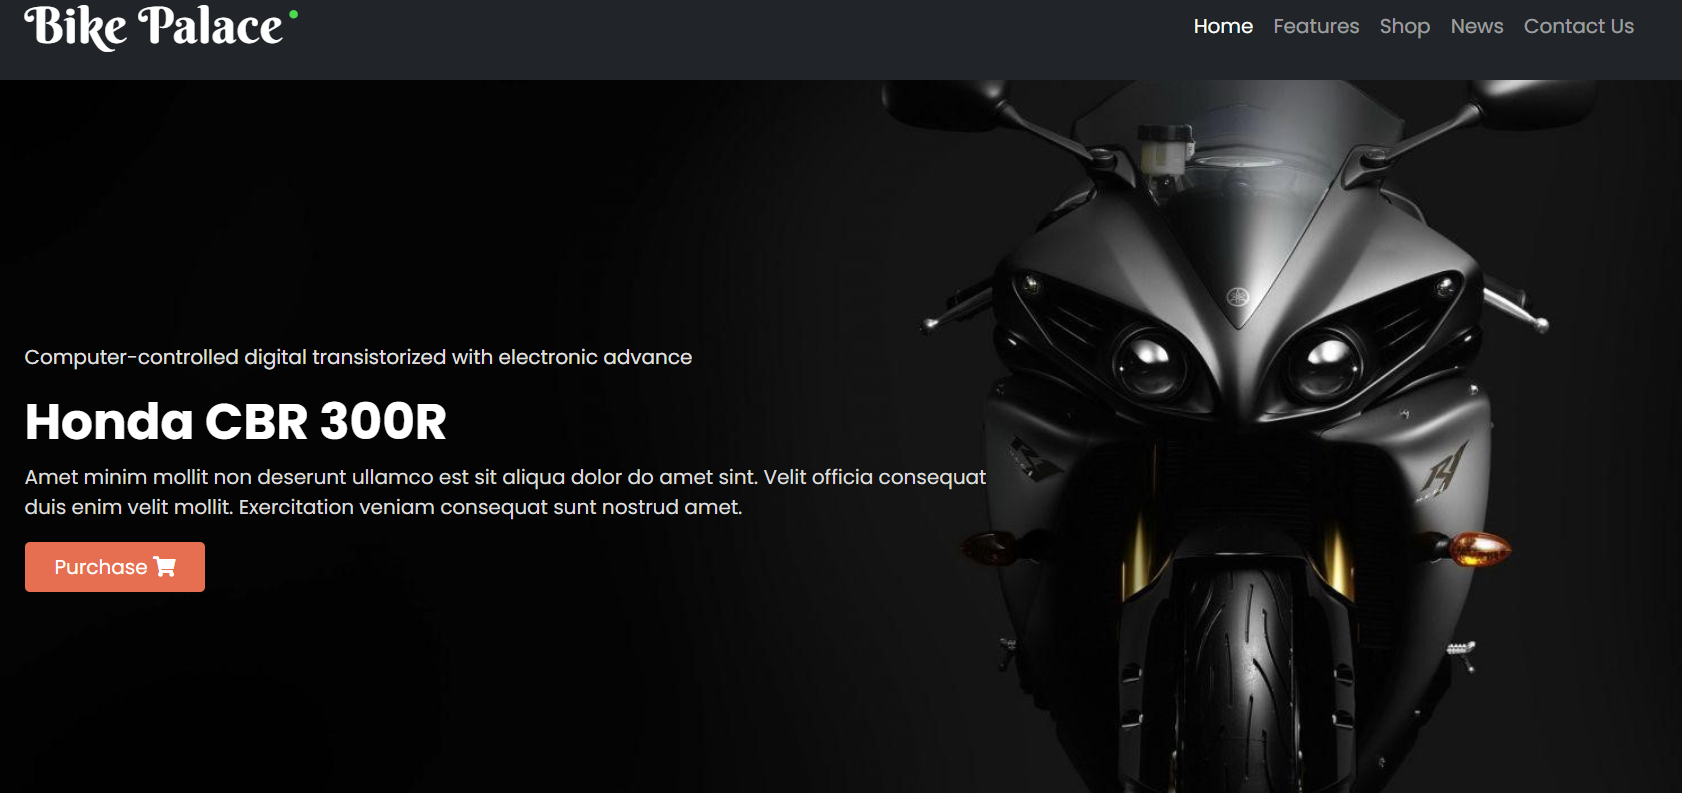 Bike Palace
Home Features Shop News Contact Us
Computer-controlled digital transistorized with electronic advance
Honda CBR 300R
Amet minim mollit non deserunt ullamco est sit aliqua dolor do amet sint. Velit officia consequat
duis enim velit mollit. Exercitation veniam consequat sunt nostrud amet.
Purchase